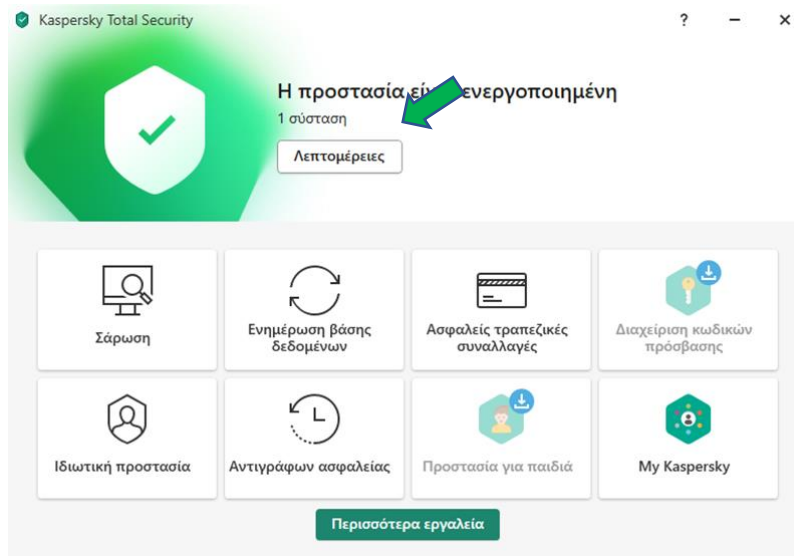 Kaspersky Total Security
Η προστασία είναι ενεργοποιημένη
1 σύσταση
Λεπτομέρειες
Σάρωση
Ενημέρωση βάσης
δεδομένων
Ασφαλείς τραπεζικές
συναλλαγές
Διαχείριση κωδικών
πρόσβασης
Ιδιωτική προστασία
Αντιγράφων ασφαλείας
Προστασία για παιδιά
My Kaspersky
Περισσότερα εργαλεία